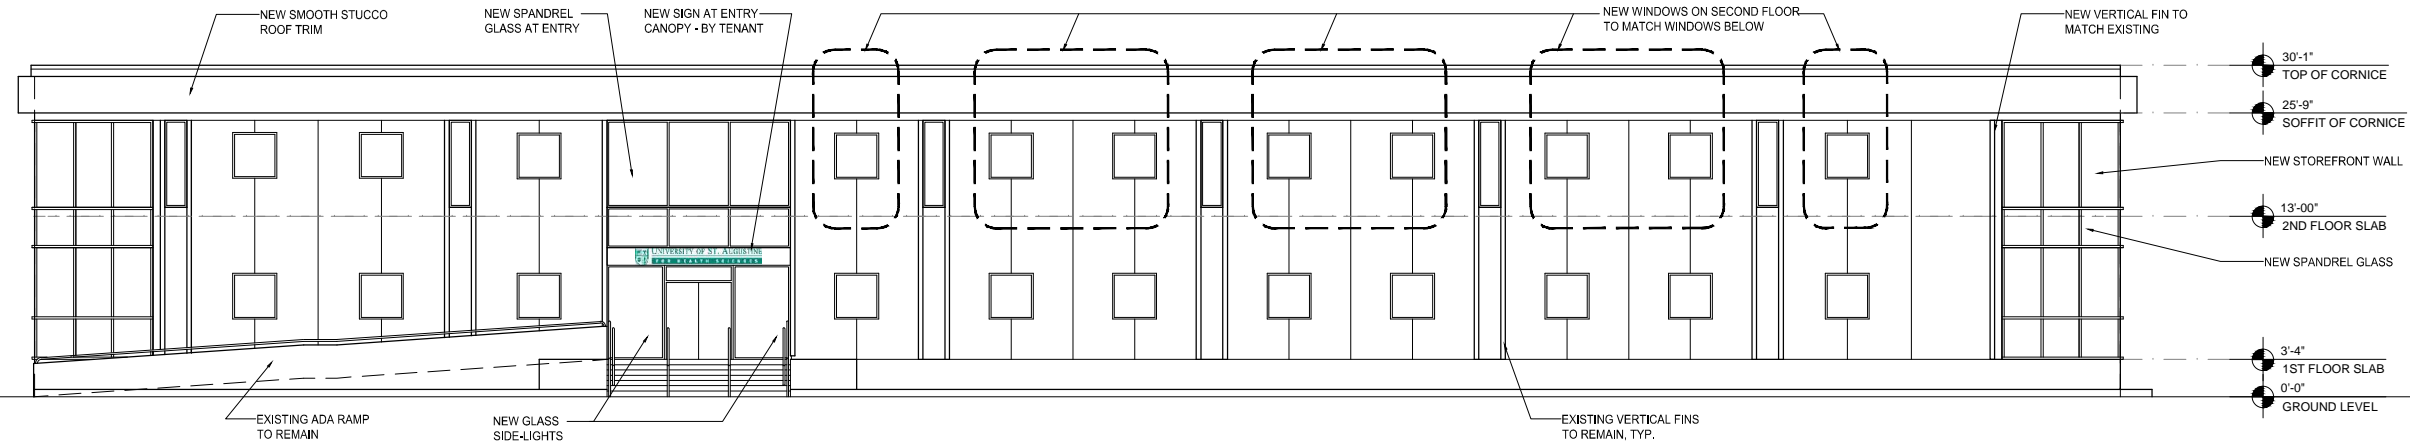 NEW SMOOTH STUCCO
ROOF TRIM
NEW SPANDREL
GLASS AT ENTRY
NEW SIGN AT ENTRY
CANOPY - BY TENANT
NEW WINDOWS ON SECOND FLOOR
TO MATCH WINDOWS BELOW
NEW VERTICAL FIN TO
MATCH EXISTING
30'-1"
TOP OF CORNICE
25'-9"
SOFFIT OF CORNICE
NEW STOREFRONT WALL
13'-00"
2ND FLOOR SLAB
NEW SPANDREL GLASS
UNIVERSITY OF ST. AUGUSTINE
FOR HEALTH SCIENCES
3'-4"
1ST FLOOR SLAB
0'-0"
GROUND LEVEL
EXISTING ADA RAMP
TO REMAIN
NEW GLASS
SIDE-LIGHTS
EXISTING VERTICAL FINS
TO REMAIN, TYP.